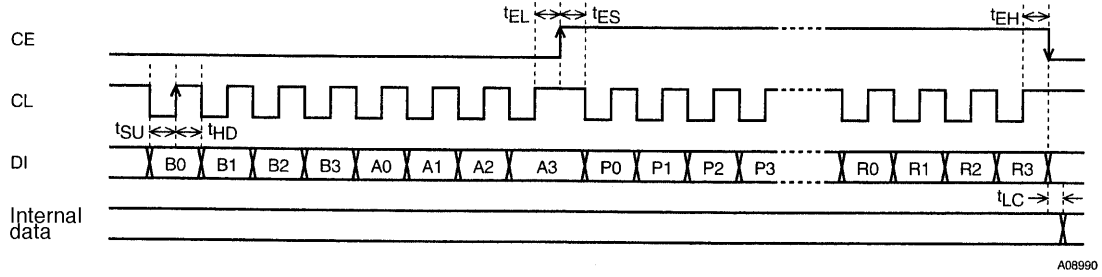 tEL tES tEH
CE
CL
tSU tHD
DI B0 B1 B2 B3 A0 A1 A2 A3 P0 P1 P2 P3 R0 R1 R2 R3
tLC
Internal
data
A08990